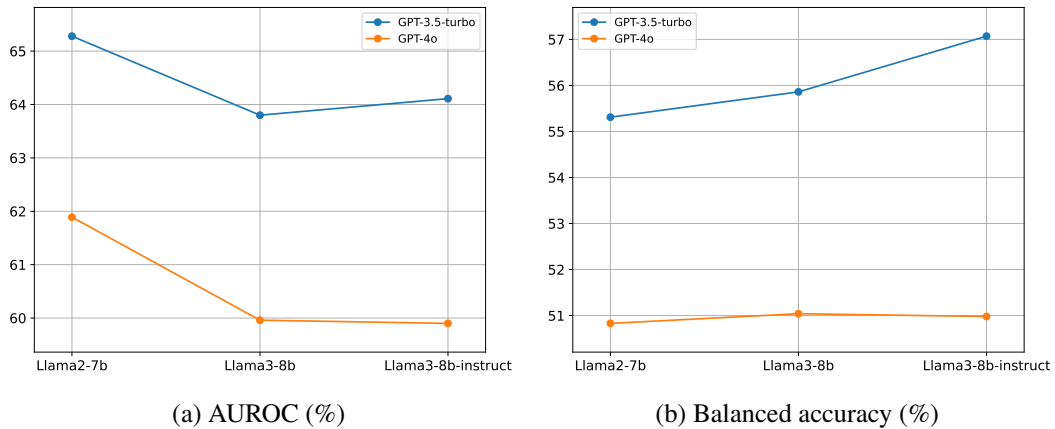 GPT-3.5-turbo
GPT-4o
65
64
63
62
61
60
Llama2-7b
Llama3-8b
Llama3-8b-instruct
(a) AUROC (%)
GPT-3.5-turbo
GPT-4o
57
56
55
54
53
52
51
Llama2-7b
Llama3-8b
Llama3-8b-instruct
(b) Balanced accuracy (%)